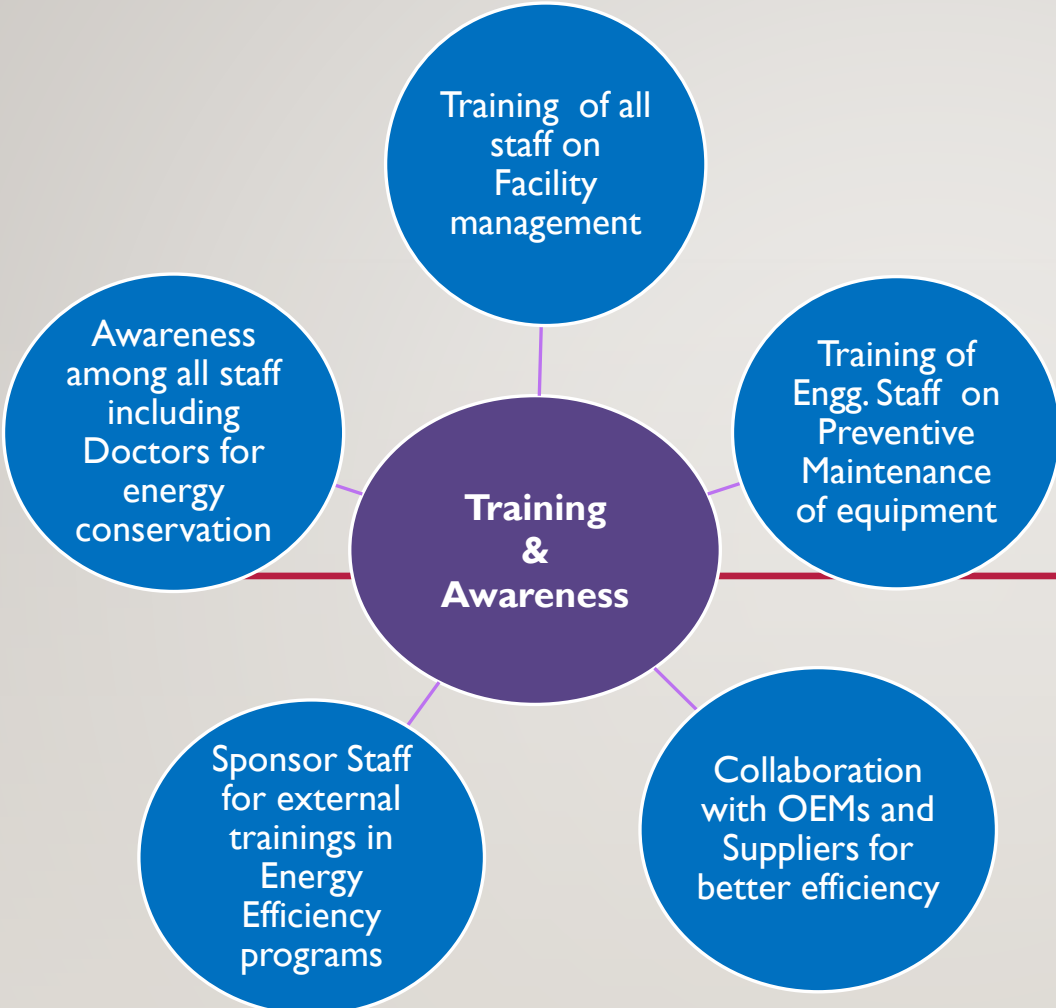 Training of all
staff on
Facility
management
Awareness
among all staff
including
Doctors for
energy
conservation
Training of
Engg. Staff on
Preventive
Maintenance
of equipment
Training
&
Awareness
Sponsor Staff
for external
trainings in
Energy
Efficiency
programs
Collaboration
with OEMs and
Suppliers for
better efficiency